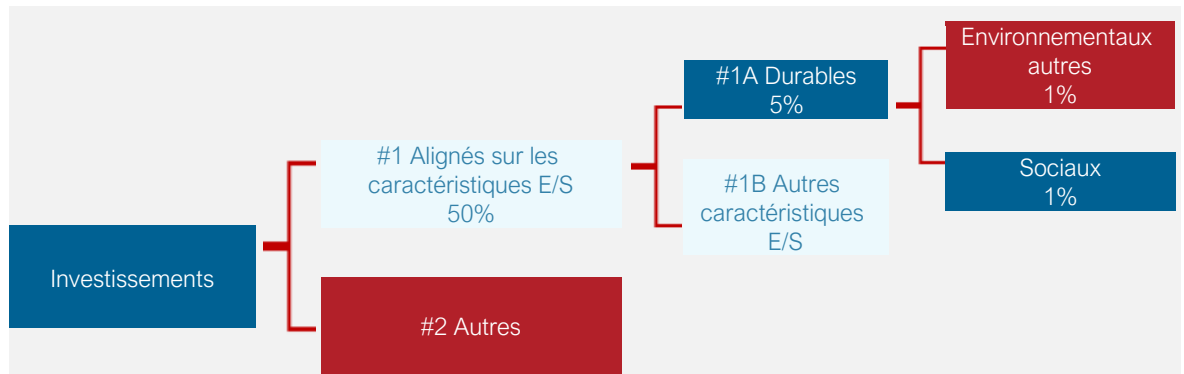 Investissements
#1 Alignés sur les
caractéristiques E/S
50%
#2 Autres
#1A Durables
5%
#1B Autres
caractéristiques
E/S
Environnementaux
autres
1%
Sociaux
1%